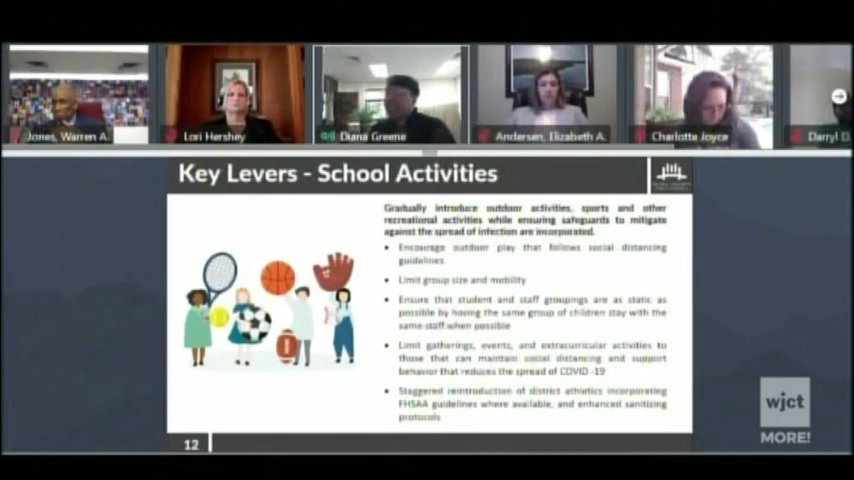 Jones, Warren A.
Lori Hershey
Diana Greene
Andersen, Elizabeth A.
Charlotte Joyce
Darryl D.
Key Levers - School Activities
Gradually introduce outdoor activities, sports and other
recreational activities while ensuring safeguards to mitigate
against the spread of infection are incorporated.
• Encourage outdoor play that follows social distancing
guidelines
• Limit group size and mobility
• Ensure that student and staff groupings are as static as
possible by having the same group of children stay with the
same staff when possible
• Limit gatherings, events, and extracurricular activities to
those that can maintain social distancing and support
behavior that reduces the spread of COVID -19
• Staggered reintroduction of district athletics incorporating
FHSAA guidelines where available, and enhanced sanitizing
protocols
12
wjct
MORE!